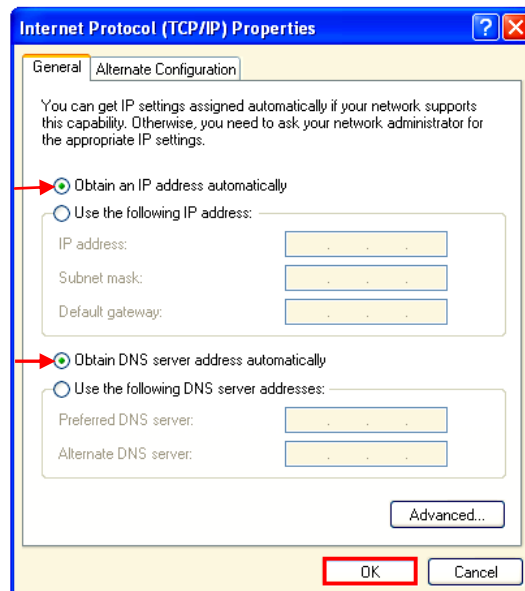 Internet Protocol (TCP/IP) Properties
General
Alternate Configuration
You can get IP settings assigned automatically if your network supports
this capability. Otherwise, you need to ask your network administrator for
the appropriate IP settings.
Obtain an IP address automatically
Use the following IP address:
IP address:
Subnet mask:
Default gateway:
Obtain DNS server address automatically
Use the following DNS server addresses:
Preferred DNS server:
Alternate DNS server:
Advanced...
OK
Cancel